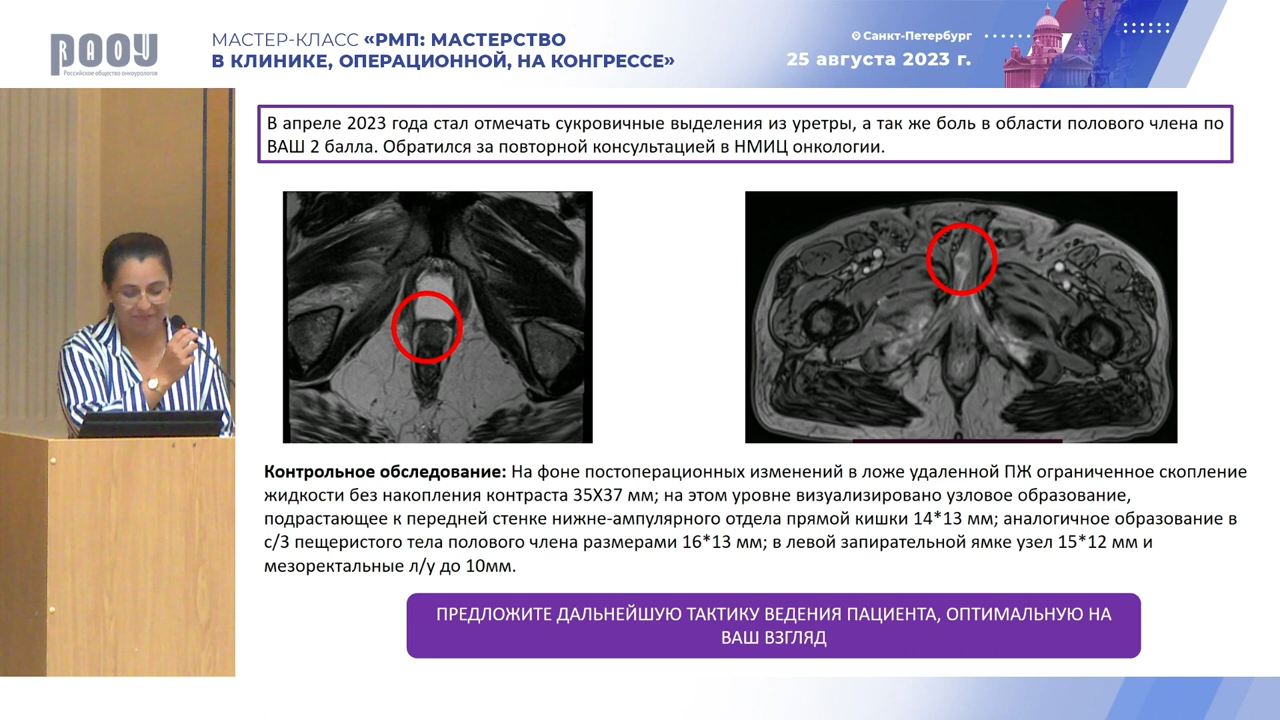 РАОУ
Российское общество онкоурологов
МАСТЕР-КЛАСС «РМП: МАСТЕРСТВО
В КЛИНИКЕ, ОПЕРАЦИОННОЙ, НА КОНГРЕССЕ»
Санкт-Петербург
25 августа 2023 г.
В апреле 2023 года стал отмечать сукровичные выделения из уретры, а так же боль в области полового члена по
ВАШ 2 балла. Обратился за повторной консультацией в НМИЦ онкологии.
Контрольное обследование: На фоне постоперационных изменений в ложе удаленной ПЖ ограниченное скопление
жидкости без накопления контраста 35Х37 мм; на этом уровне визуализировано узловое образование,
подрастающее к передней стенке нижне-ампулярного отдела прямой кишки 14*13 мм; аналогичное образование в
с/3 пещеристого тела полового члена размерами 16*13 мм; в левой запирательной ямке узел 15*12 мм и
мезоректальные л/у до 10мм.
ПРЕДЛОЖИТЕ ДАЛЬНЕЙШУЮ ТАКТИКУ ВЕДЕНИЯ ПАЦИЕНТА, ОПТИМАЛЬНУЮ НА
ВАШ ВЗГЛЯД